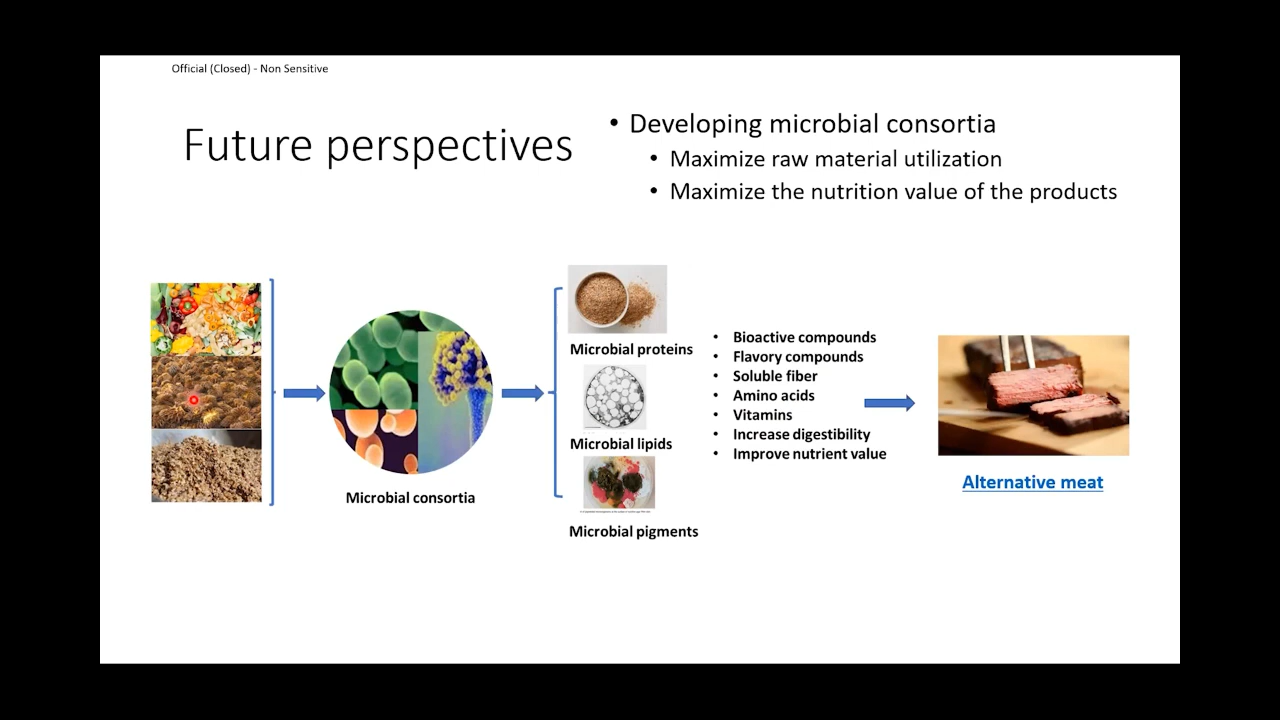 Official (Closed) - Non Sensitive
Future perspectives
• Developing microbial consortia
• Maximize raw material utilization
• Maximize the nutrition value of the products
Microbial consortia
Microbial proteins
Microbial lipids
Microbial pigments
• Bioactive compounds
• Flavory compounds
• Soluble fiber
• Amino acids
• Vitamins
• Increase digestibility
• Improve nutrient value
Alternative meat